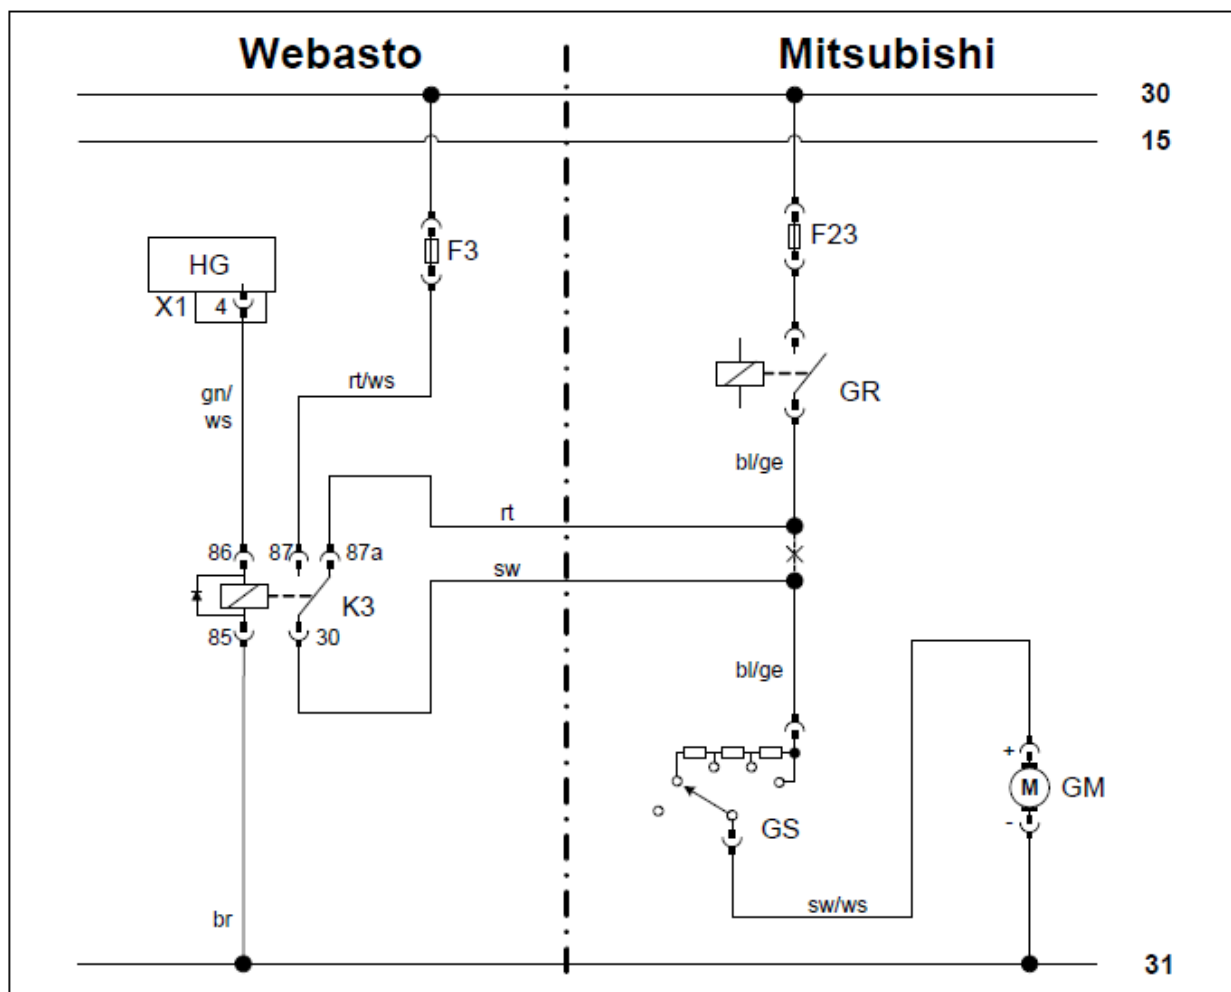 Webasto
Mitsubishi
30
15
F3
F23
HG
X1
4
rt/ws
gn/
ws
GR
bl/ge
rt
86
87
87a
sw
K3
85
30
bl/ge
+
M
GM
-
GS
sw/ws
br
31